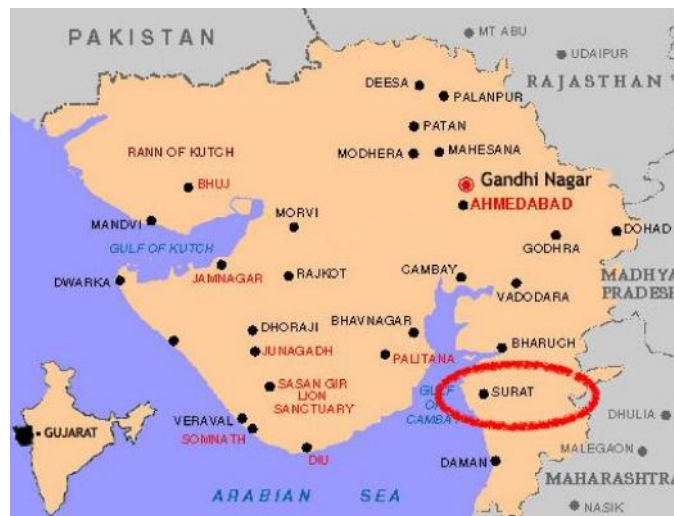 PAKISTAN
MT ABU
UDAIPUR
RAJASTHAN
DEESA
PALANPUR
PATAN
RANN OF KUTCH
MODHERA
MAHESANA
BHUJ
Gandhi Nagar
AHMEDABAD
MANDVI
MORVI
DOHAD
GULF OF KUTCH
GODHRA
JAMNAGAR
RAJKOT
CAMBAY
MADHYA
PRADESH
DWARKA
VADODARA
DHORAJI
BHAVNAGAR
BHARUCH
JUNAGADH
PALITANA
SASAN GIR
LION
SANCTUARY
GULF
OF
CAMBAY
SURAT
VERAVAL
SOMNATH
DHULIA
GUJARAT
DIU
DAMAN
MALEGAON
MAHARASHTRA
ARABIAN SEA
NASIK